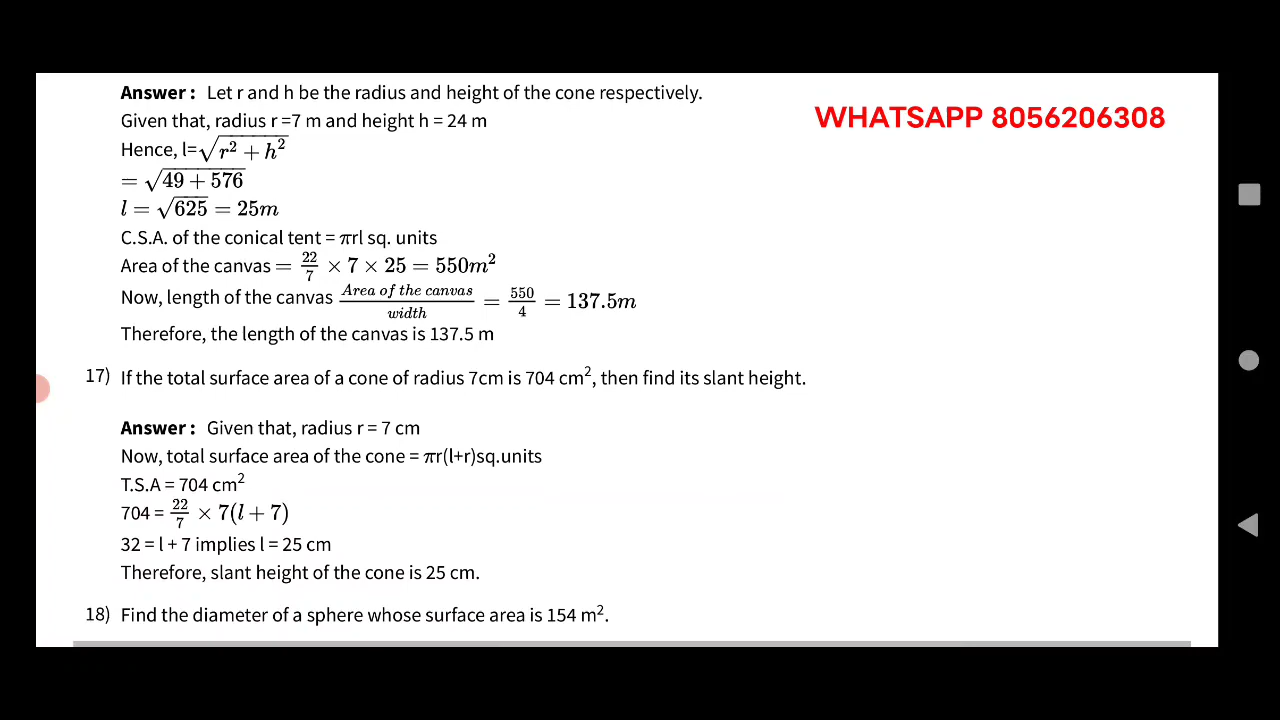 Answer : Let r and h be the radius and height of the cone respectively.
WHATSAPP 8056206308
Given that, radius r =7 m and height h = 24 m
Hence, l=√(r² + h²)
= √(49 + 576)
l = √625 = 25m
C.S.A. of the conical tent = πrl sq. units
Area of the canvas = 22/7 × 7 × 25 = 550m²
Now, length of the canvas Area of the canvas/width = 550/4 = 137.5m
Therefore, the length of the canvas is 137.5 m
17) If the total surface area of a cone of radius 7cm is 704 cm², then find its slant height.
Answer : Given that, radius r = 7 cm
Now, total surface area of the cone = πr(l+r)sq.units
T.S.A = 704 cm²
704 = 22/7 × 7(l + 7)
32 = l + 7 implies l = 25 cm
Therefore, slant height of the cone is 25 cm.
18) Find the diameter of a sphere whose surface area is 154 m².